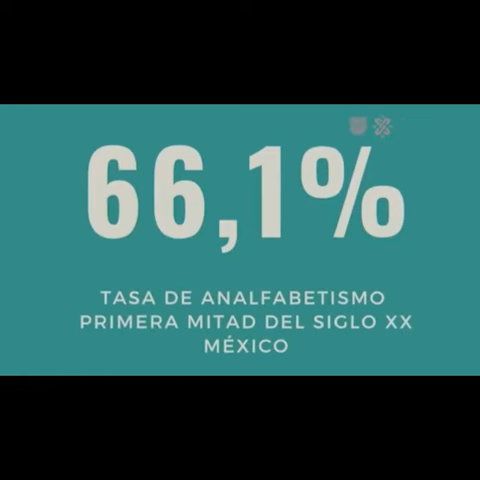 66,1%
TASA DE ANALFABETISMO
PRIMERA MITAD DEL SIGLO XX
MÉXICO